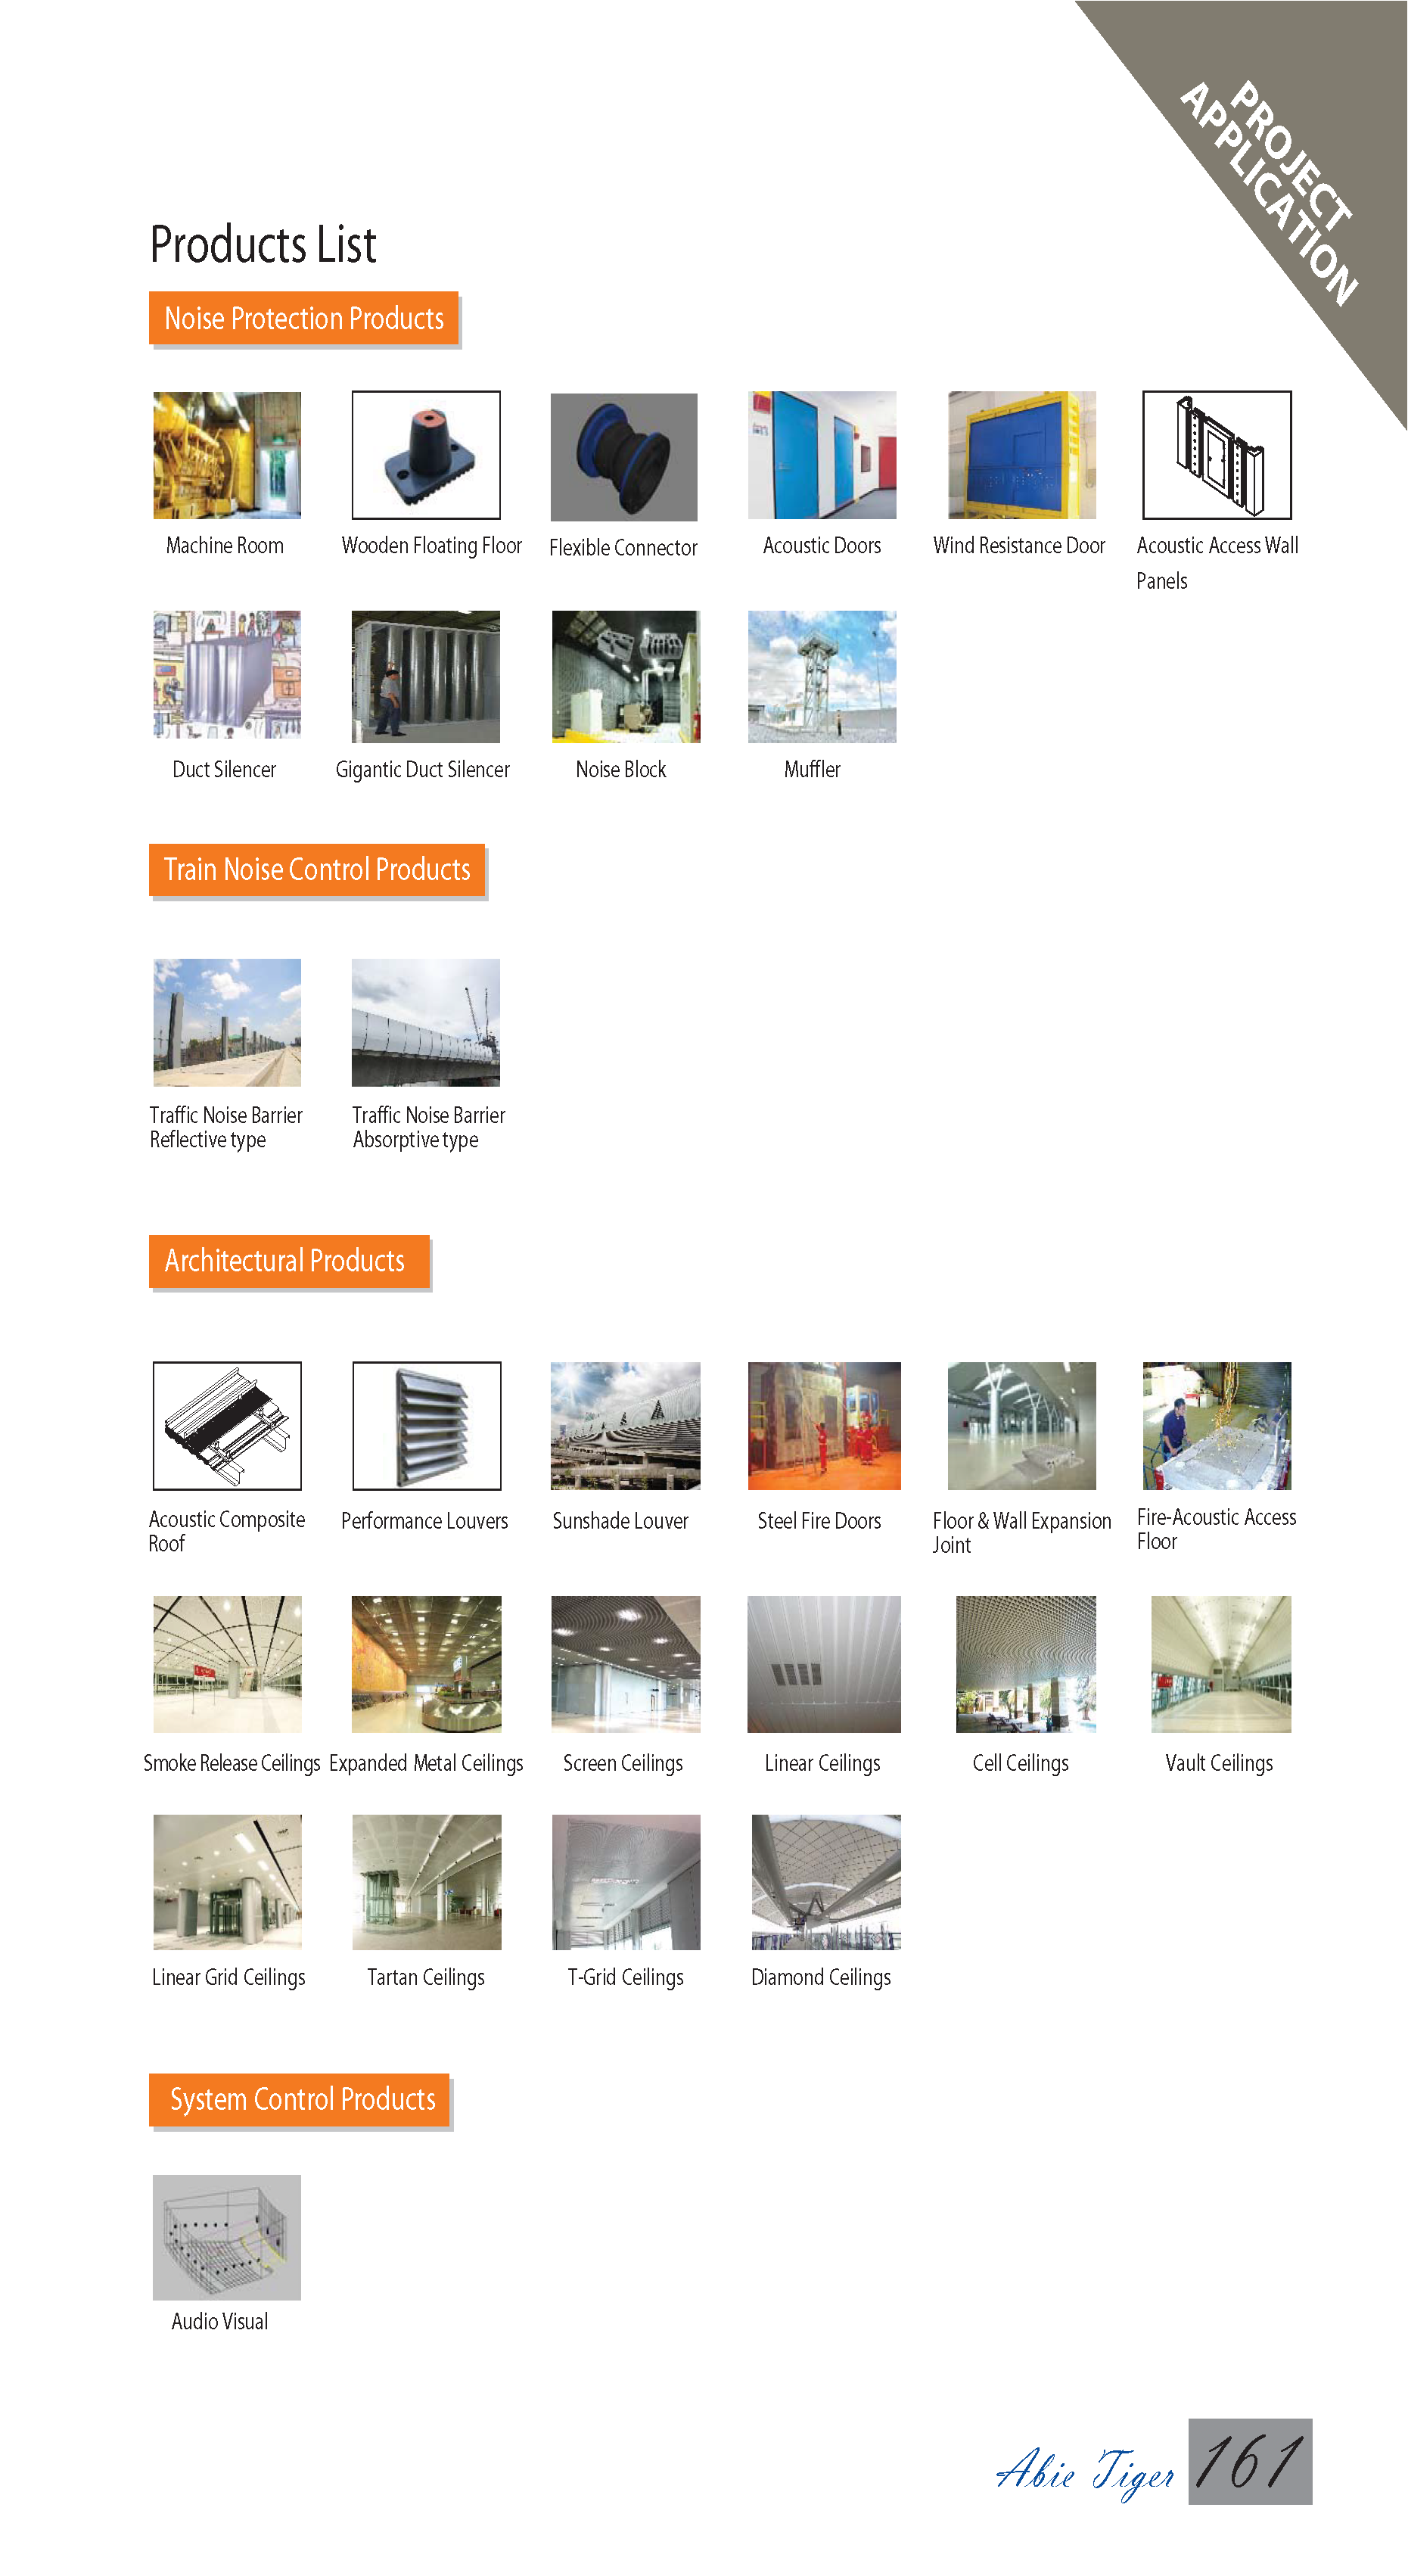 PROJECT
APPLICATION
Products List
Noise Protection Products
Machine Room
Wooden Floating Floor
Flexible Connector
Acoustic Doors
Wind Resistance Door
Acoustic Access Wall
Panels
Duct Silencer
Gigantic Duct Silencer
Noise Block
Muffler
Train Noise Control Products
Traffic Noise Barrier
Reflective type
Traffic Noise Barrier
Absorptive type
Architectural Products
Acoustic Composite
Roof
Performance Louvers
Sunshade Louver
Steel Fire Doors
Floor & Wall Expansion
Joint
Fire-Acoustic Access
Floor
Smoke Release Ceilings
Expanded Metal Ceilings
Screen Ceilings
Linear Ceilings
Cell Ceilings
Vault Ceilings
Linear Grid Ceilings
Tartan Ceilings
T-Grid Ceilings
Diamond Ceilings
System Control Products
Audio Visual
Abie Tiger 161